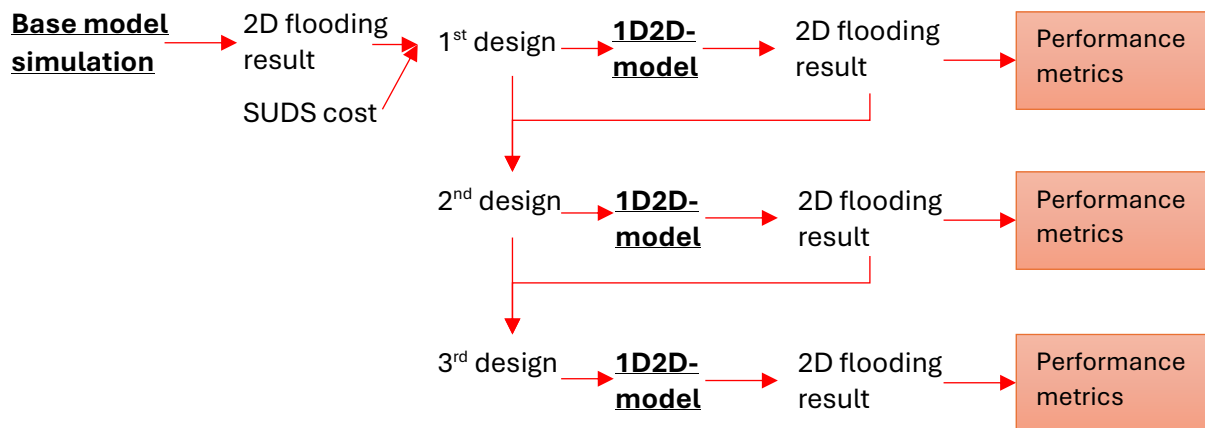 Base model
simulation
2D flooding
result
SUDS cost
1st design
1D2D-
model
2D flooding
result
Performance
metrics
2nd design
1D2D-
model
2D flooding
result
Performance
metrics
3rd design
1D2D-
model
2D flooding
result
Performance
metrics